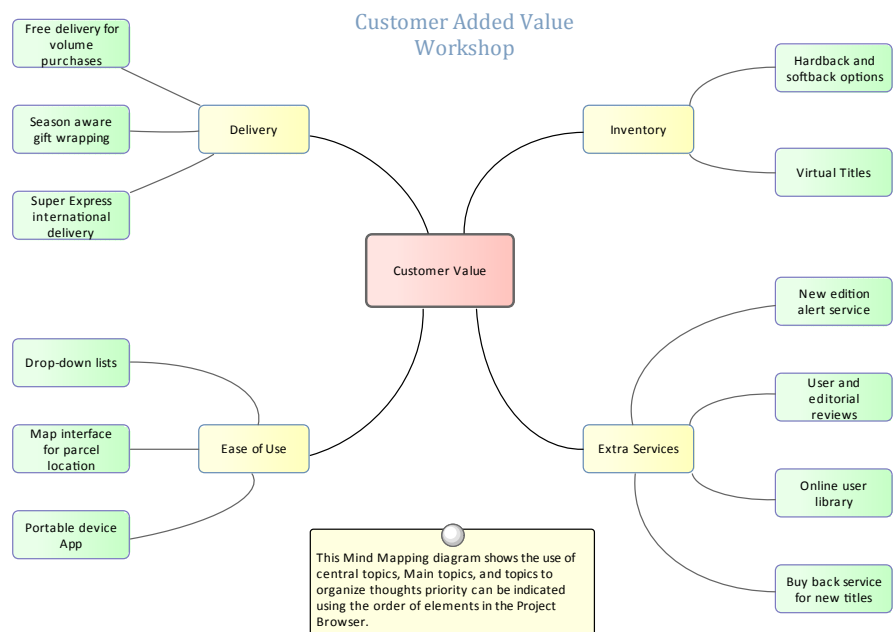 Customer Added Value
Workshop
Free delivery for
volume
purchases
Season aware
gift wrapping
Super Express
international
delivery
Delivery
Inventory
Hardback and
softback options
Virtual Titles
Customer Value
Drop-down lists
Map interface
for parcel
location
Portable device
App
Ease of Use
Extra Services
New edition
alert service
User and
editorial
reviews
Online user
library
Buy back service
for new titles
This Mind Mapping diagram shows the use of
central topics, Main topics, and topics to
organize thoughts priority can be indicated
using the order of elements in the Project
Browser.